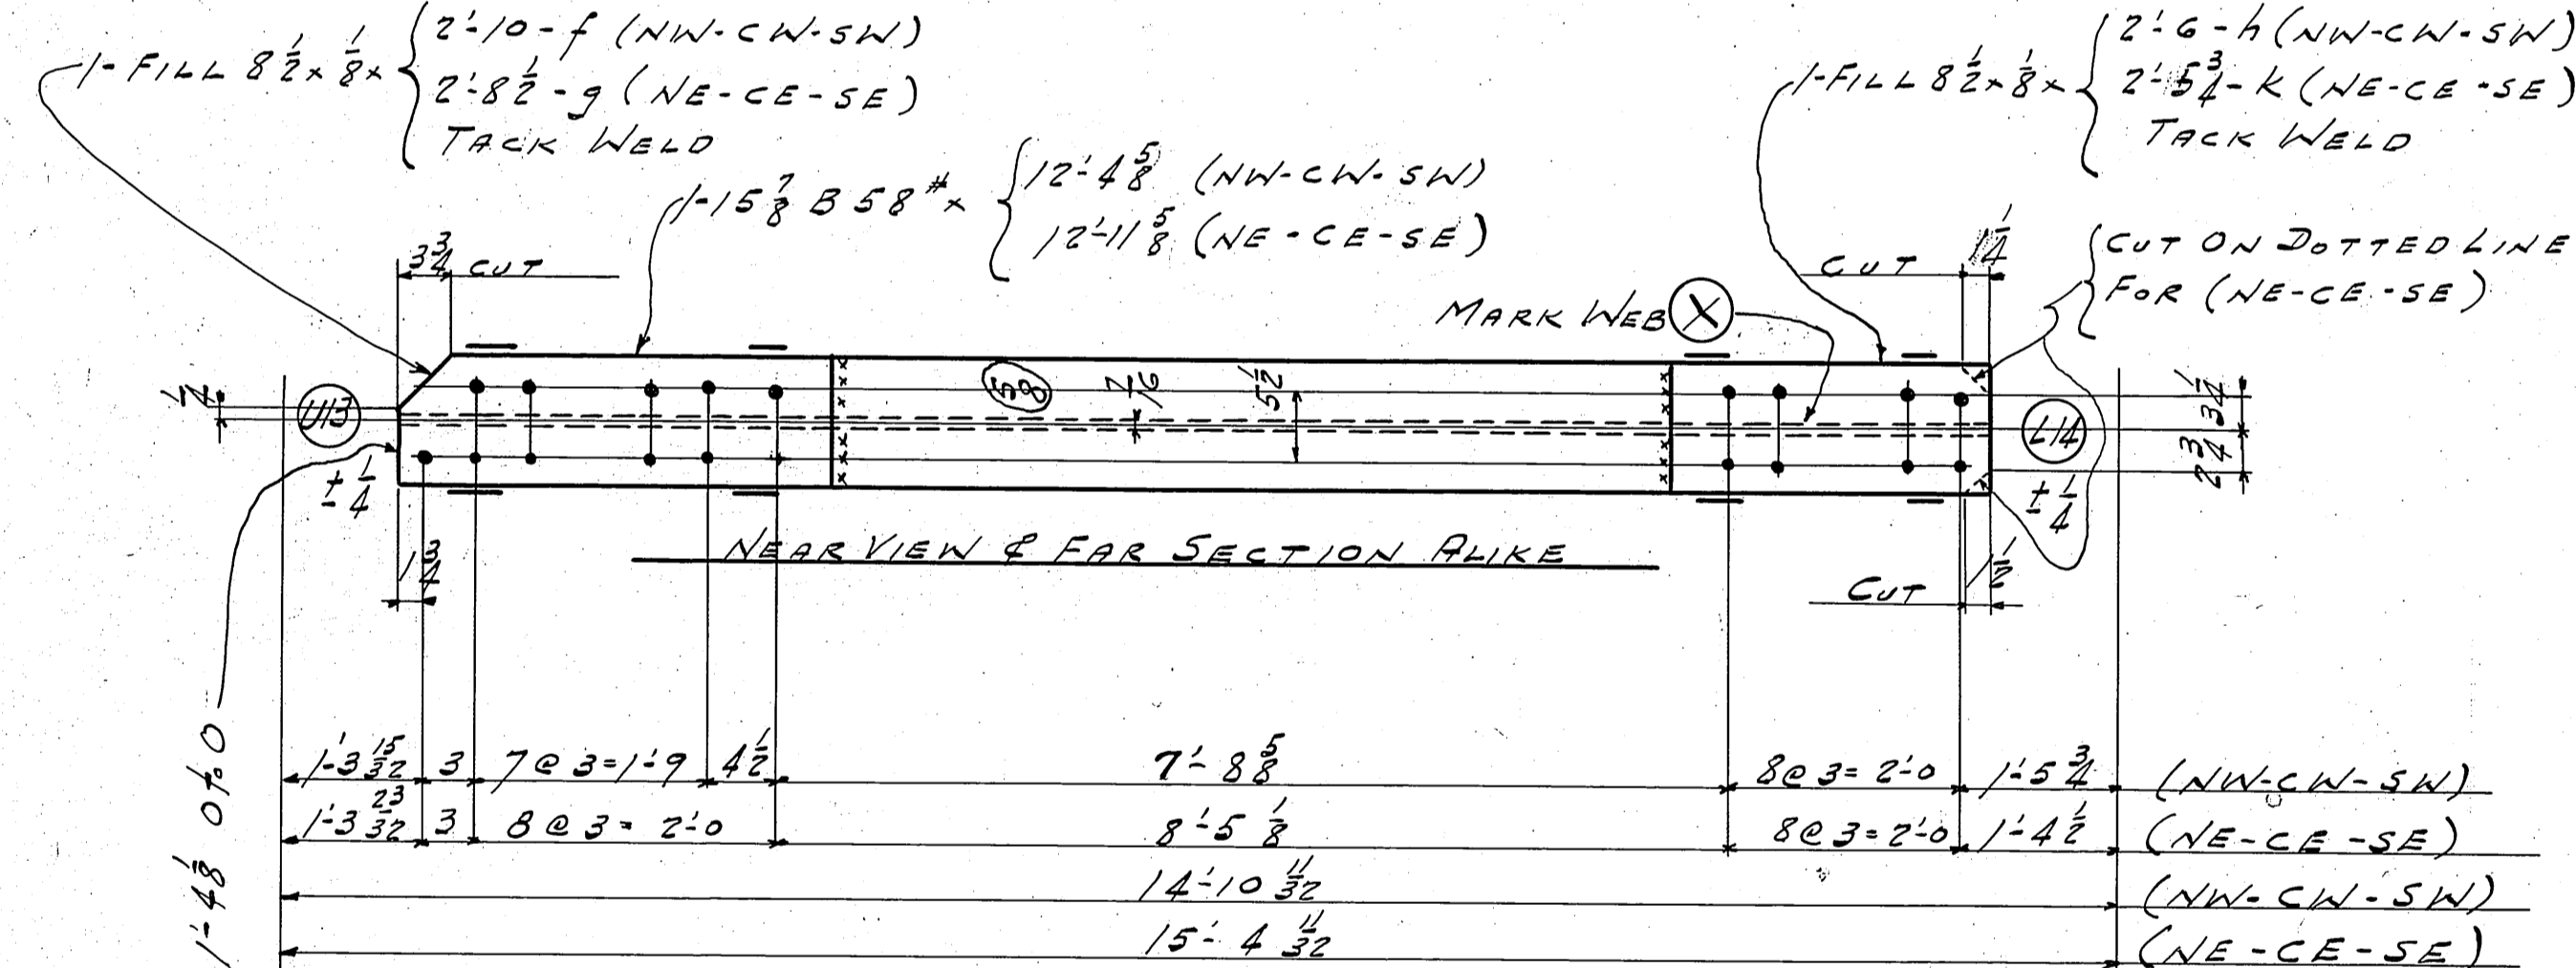 1-FILL 8 1/2 x 1/8 x { 2'-10-f (NW-CW-SW)
2'-8 1/2-g (NE-CE-SE)
TACK WELD
1-15 7/8 B 58# x { 12'-4 5/8 (NW-CW-SW)
12'-11 5/8 (NE-CE-SE)
1-FILL 8 1/2 x 1/8 x { 2'-6-h (NW-CW-SW)
2'-5 3/4-k (NE-CE-SE)
TACK WELD
3 3/4 CUT
CUT 1 1/4
{ CUT ON DOTTED LINE
FOR (NE-CE-SE)
MARK WEB X
1/4
U13
5/8
7/16
5 1/2
L14
3 1/4
2 3/4
± 1/4
± 1/4
1 3/4
NEAR VIEW & FAR SECTION ALIKE
CUT 1 1/2
1'-4 1/8 Oto.O
1'-3 15/32 3 7@3=1'-9 4 1/2 7'-8 5/8 8@3=2'-0 1'-5 3/4 (NW-CW-SW)
1'-3 23/32 3 8@3=2'-0 8'-5 1/8 8@3=2'-0 1'-4 1/2 (NE-CE-SE)
14'-10 11/32 (NW-CW-SW)
15'-4 11/32 (NE-CE-SE)